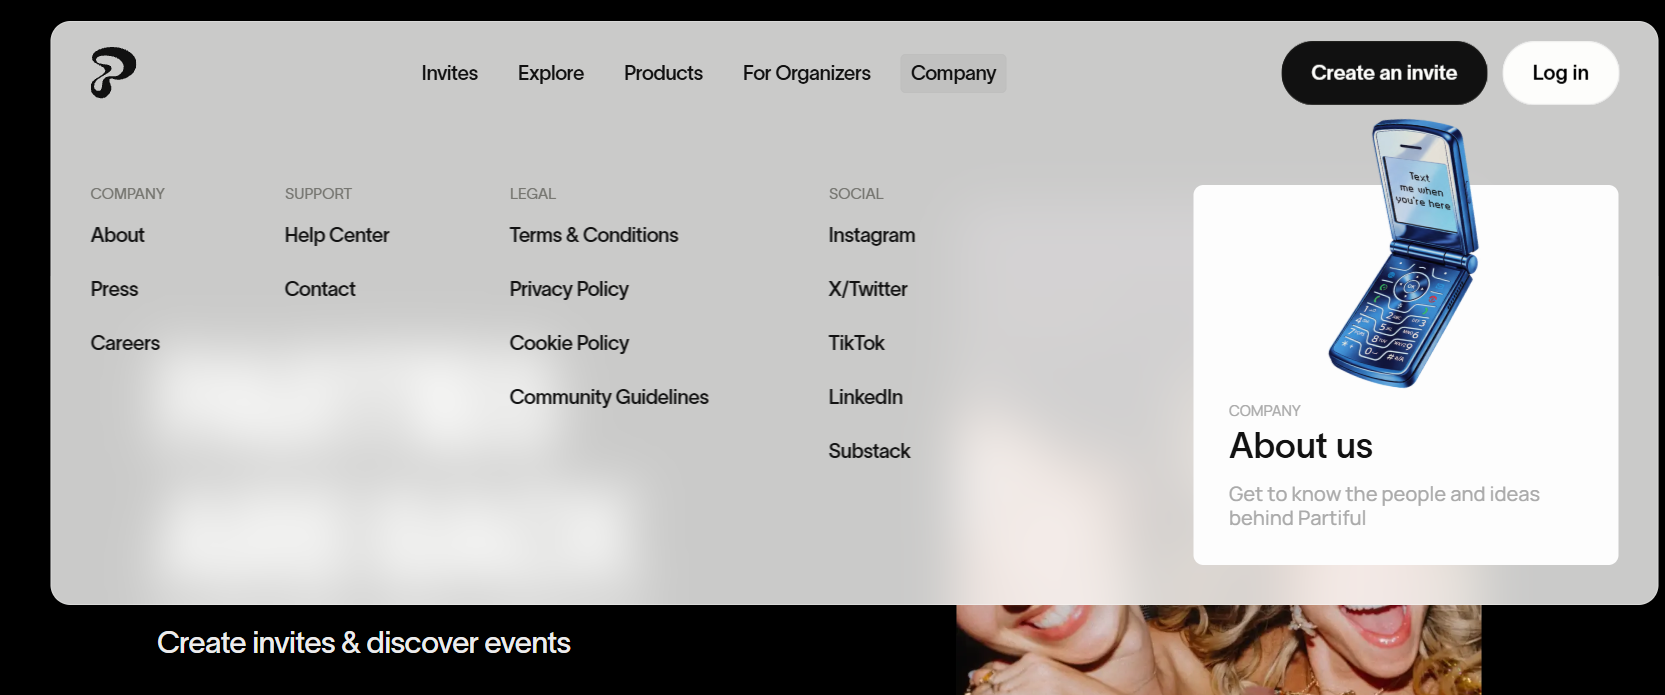 Invites
Explore
Products
For Organizers
Company
Create an invite
Log in
COMPANY
About
Press
Careers
SUPPORT
Help Center
Contact
LEGAL
Terms & Conditions
Privacy Policy
Cookie Policy
Community Guidelines
SOCIAL
Instagram
X/Twitter
TikTok
LinkedIn
Substack
Text
me when
you're here
COMPANY
About us
Get to know the people and ideas
behind Partiful
Create invites & discover events